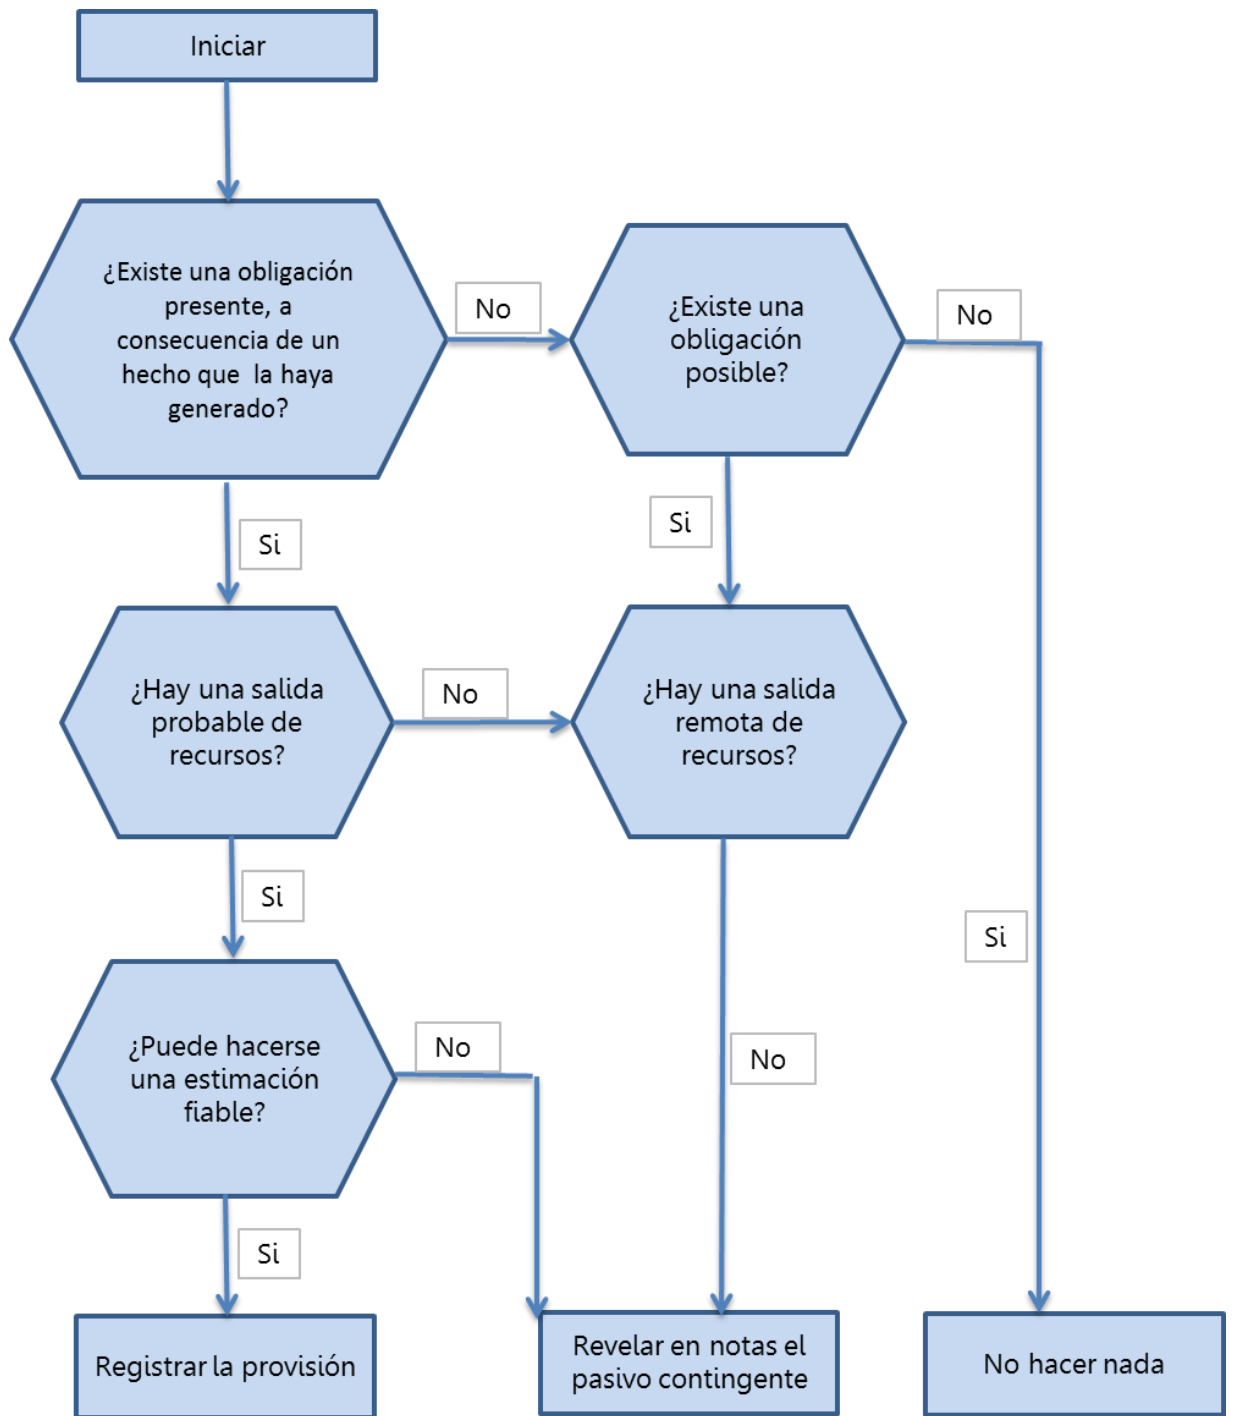 Iniciar
¿Existe una obligación
presente, a
consecuencia de un
hecho que la haya
generado?
No
¿Existe una
obligación
posible?
No
Si
Si
¿Hay una salida
probable de
recursos?
No
¿Hay una salida
remota de
recursos?
Si
Si
¿Puede hacerse
una estimación
fiable?
No
No
Si
Registrar la provisión
Revelar en notas el
pasivo contingente
No hacer nada